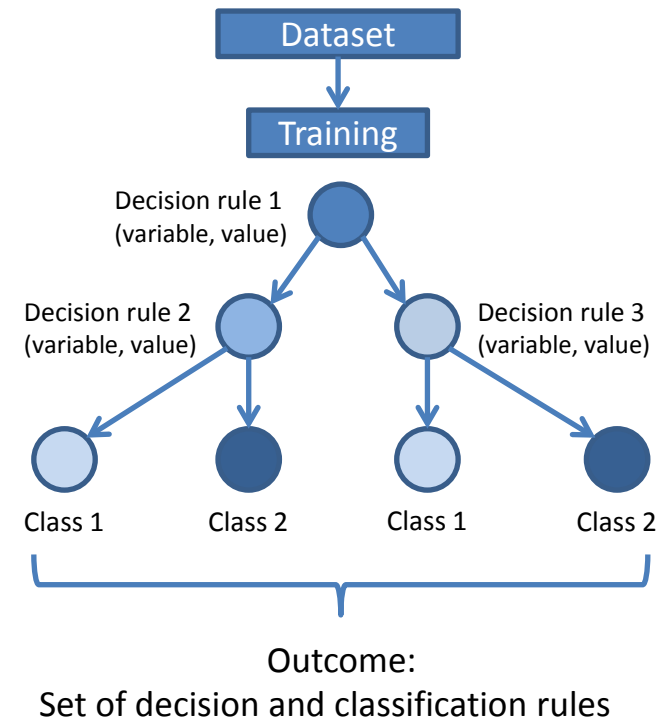 Dataset
Training
Decision rule 1
(variable, value)
Decision rule 2
(variable, value)
Decision rule 3
(variable, value)
Class 1
Class 2
Class 1
Class 2
Outcome:
Set of decision and classification rules